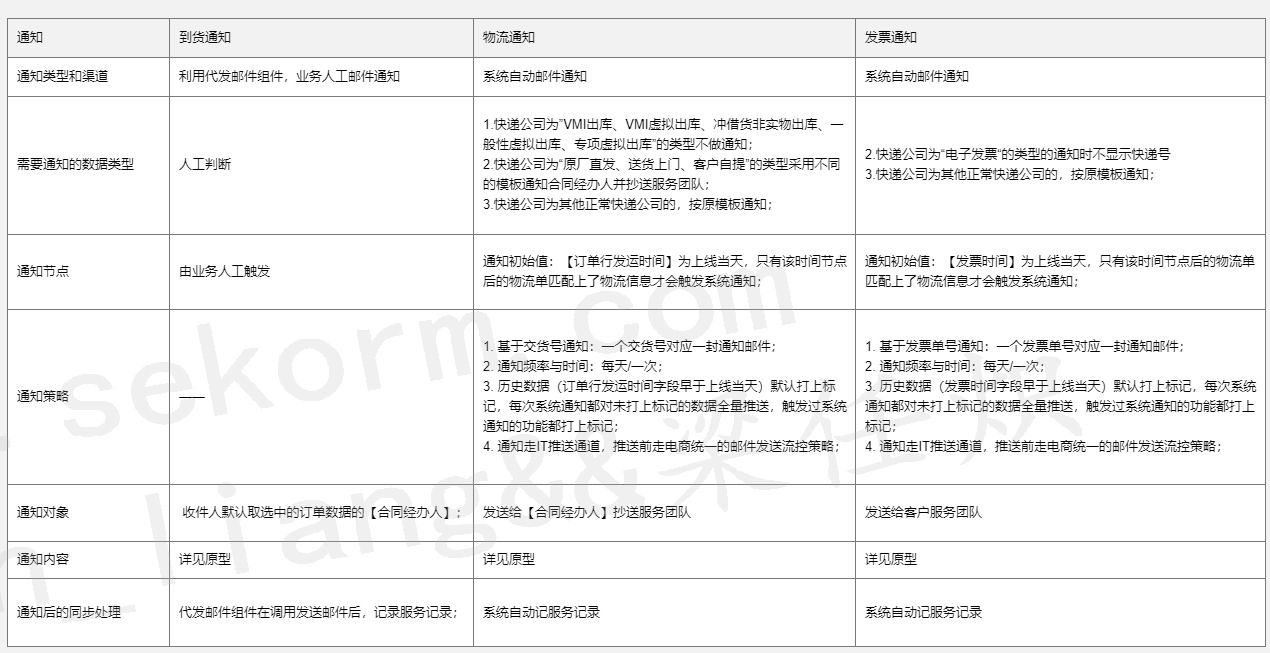 通知
到货通知
物流通知
发票通知
通知类型和渠道
利用代发邮件组件，业务人工邮件通知
系统自动邮件通知
系统自动邮件通知
需要通知的数据类型
人工判断
1.快递公司为”VMI出库、VMI虚拟出库、冲借货非实物出库、一
般性虚拟出库、专项虚拟出库”的类型不做通知；
2.快递公司为“原厂直发、送货上门、客户自提”的类型采用不同
的模板通知合同经办人并抄送服务团队；
3.快递公司为其他正常快递公司的，按原模板通知；
2.快递公司为“电子发票“的类型的通知时不显示快递号
3.快递公司为其他正常快递公司的，按原模板通知；
通知节点
由业务人工触发
通知初始值：【订单行发运时间】为上线当天，只有该时间节点
后的物流单匹配上了物流信息才会触发系统通知；
通知初始值：【发票时间】为上线当天，只有该时间节点后的物流单
匹配上了物流信息才会触发系统通知；
通知策略
——
1. 基于交货号通知：一个交货号对应一封通知邮件；
2. 通知频率与时间：每天/一次；
3. 历史数据（订单行发运时间字段早于上线当天）默认打上标
记，每次系统通知都对未打上标记的数据全量推送，触发过系统
通知的功能都打上标记；
4. 通知走IT推送通道，推送前走电商统一的邮件发送流控策略；
1. 基于发票单号通知：一个发票单号对应一封通知邮件；
2. 通知频率与时间：每天/一次；
3. 历史数据（发票时间字段早于上线当天）默认打上标记，每次系统
通知都对未打上标记的数据全量推送，触发过系统通知的功能都打上
标记；
4. 通知走IT推送通道，推送前走电商统一的邮件发送流控策略；
通知对象
收件人默认取选中的订单数据的【合同经办人】；
发送给【合同经办人】抄送服务团队
发送给客户服务团队
通知内容
详见原型
详见原型
详见原型
通知后的同步处理
代发邮件组件在调用发送邮件后，记录服务记录；
系统自动记服务记录
系统自动记服务记录
.sekorm.com
n_liang&&梁仕炽